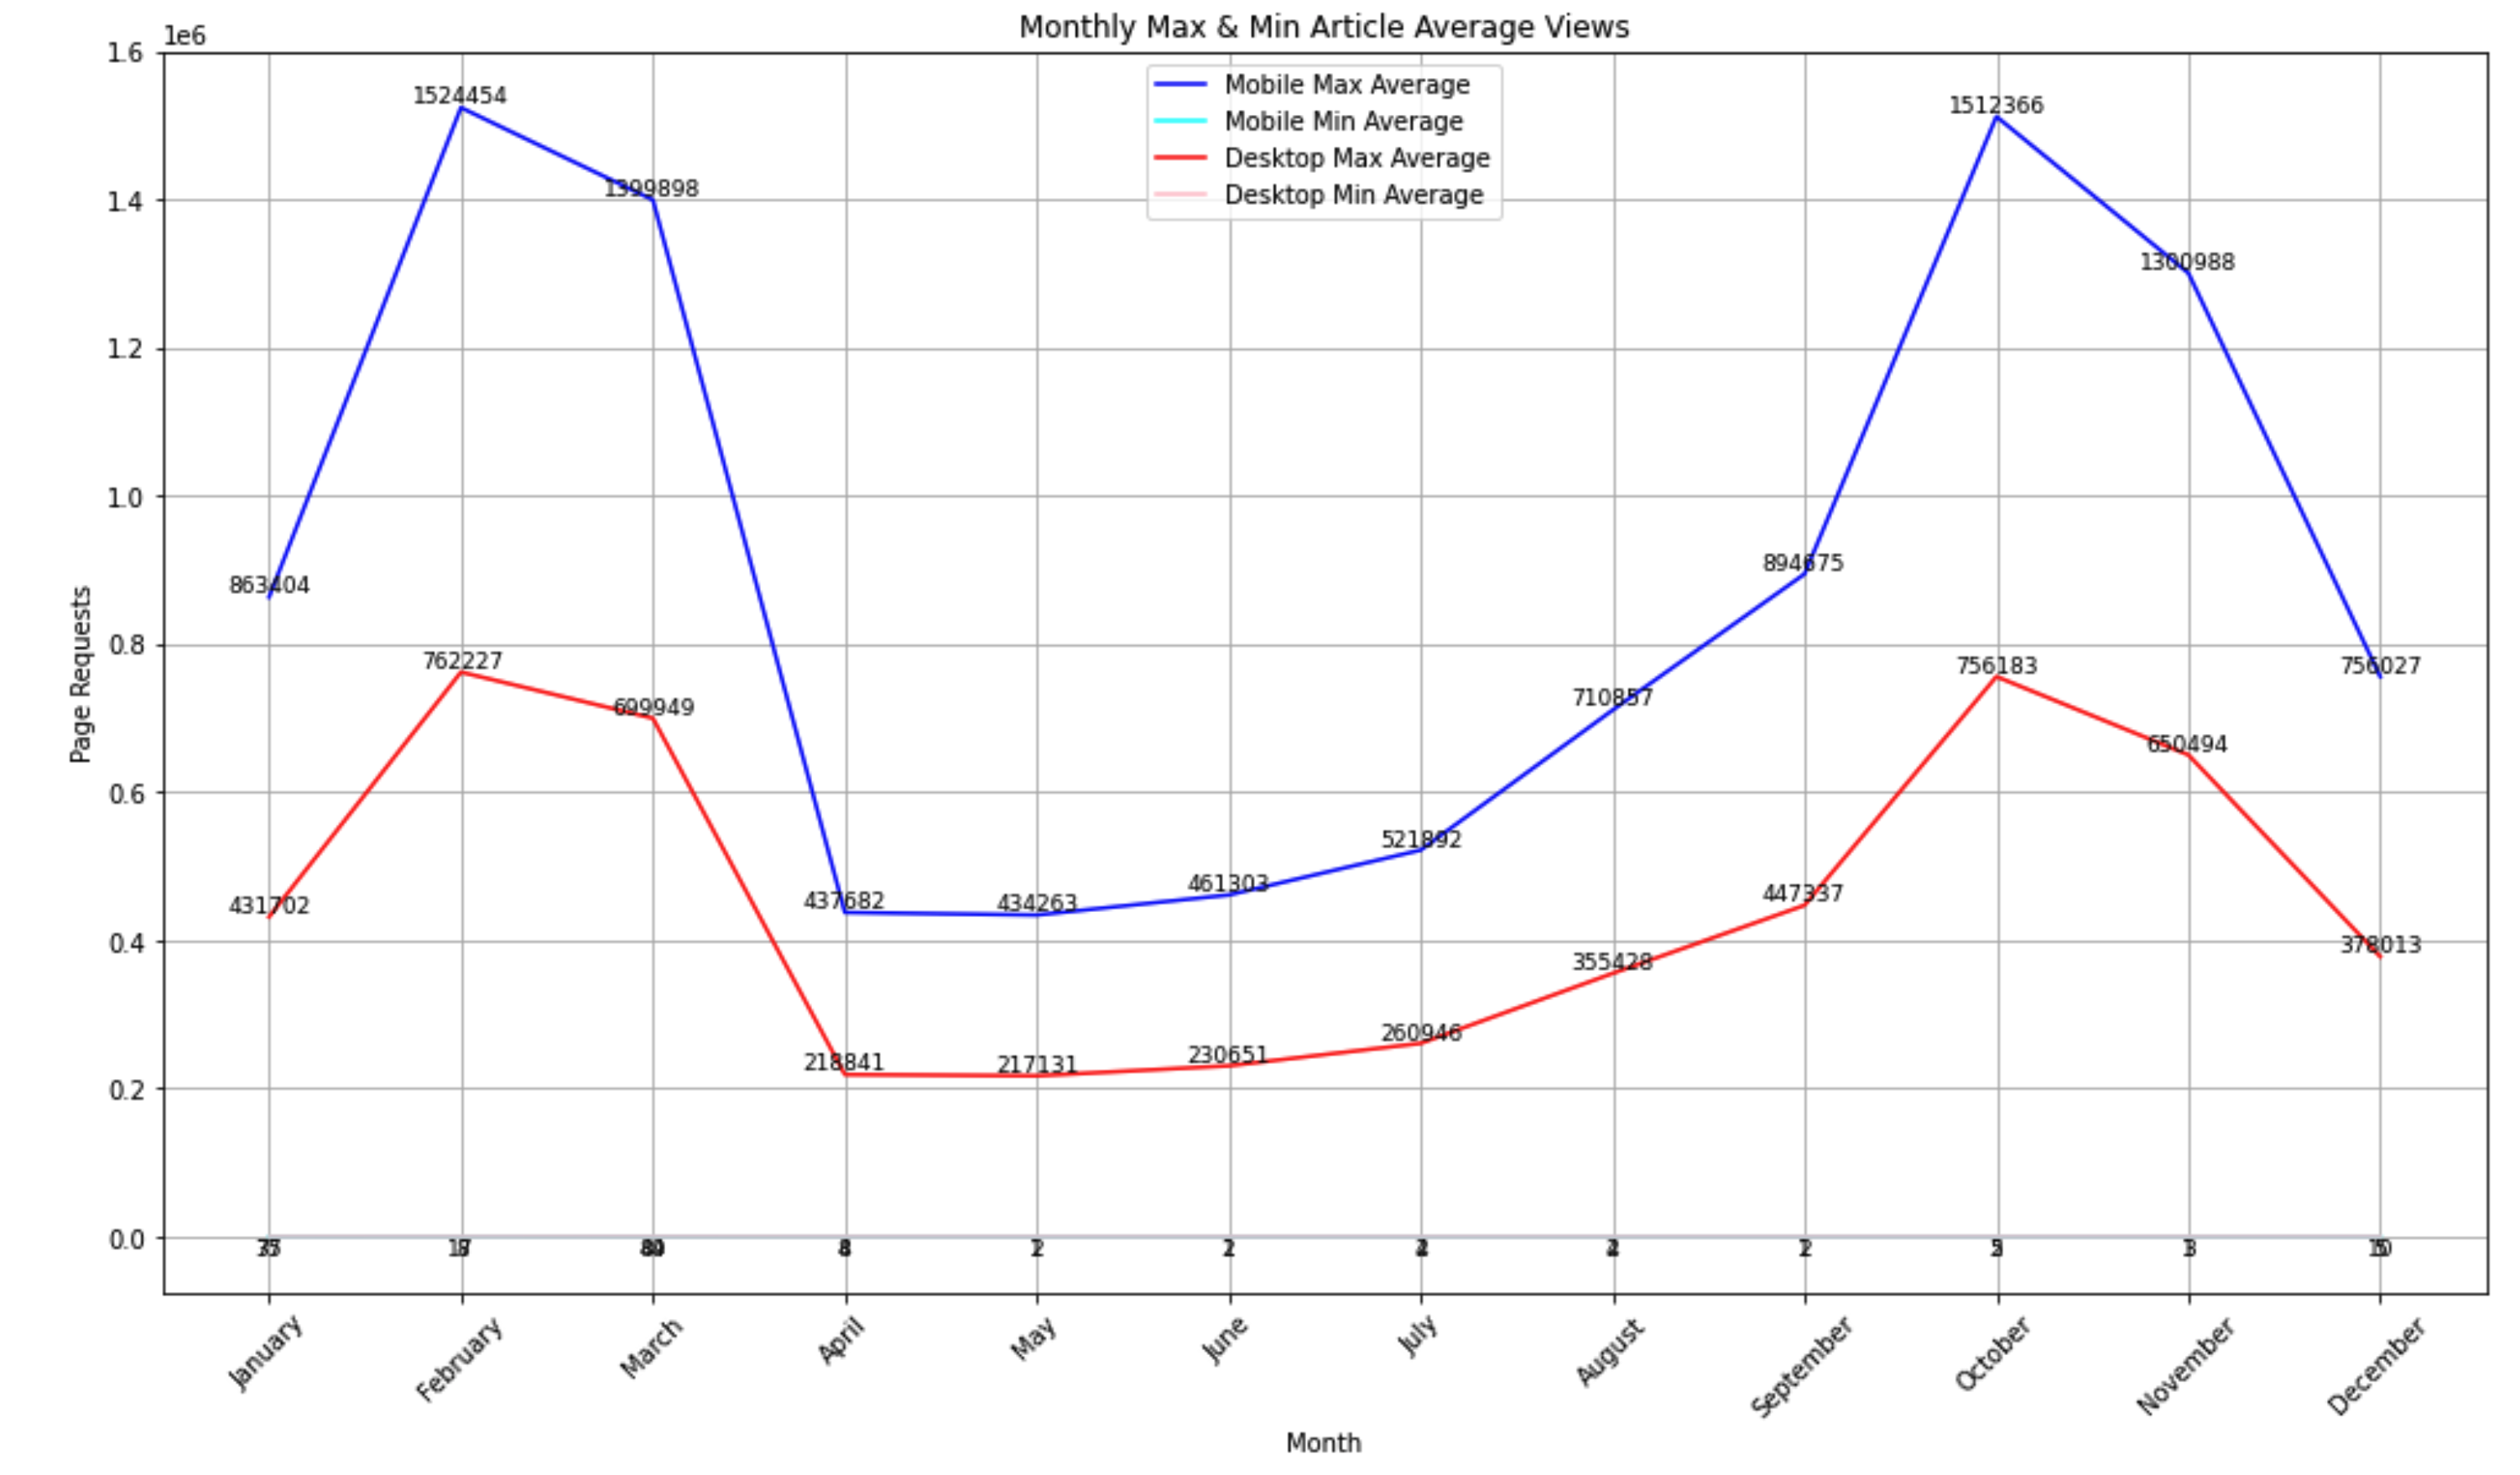 Monthly Max & Min Article Average Views
1e6
1.6
1.4
1.2
1.0
0.8
0.6
0.4
0.2
0.0
Page Requests
Mobile Max Average
Mobile Min Average
Desktop Max Average
Desktop Min Average
863404
1524454
1399898
437682
434263
461303
521892
710857
894675
1512366
1300988
756027
431702
762227
699949
218841
217131
230651
260946
355428
447337
756183
650494
378013
January
February
March
April
May
June
July
August
September
October
November
December
Month